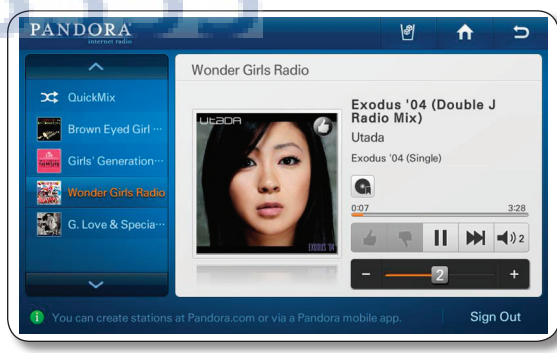 PANDORA
internet radio
Wonder Girls Radio
QuickMix
Brown Eyed Girl ···
Girls' Generation···
Wonder Girls Radio
G. Love & Specia···
UtaDA
EXODUS '04
Exodus '04 (Double J
Radio Mix)
Utada
Exodus '04 (Single)
0:07 3:28
2
- 2 +
i You can create stations at Pandora.com or via a Pandora mobile app.
Sign Out